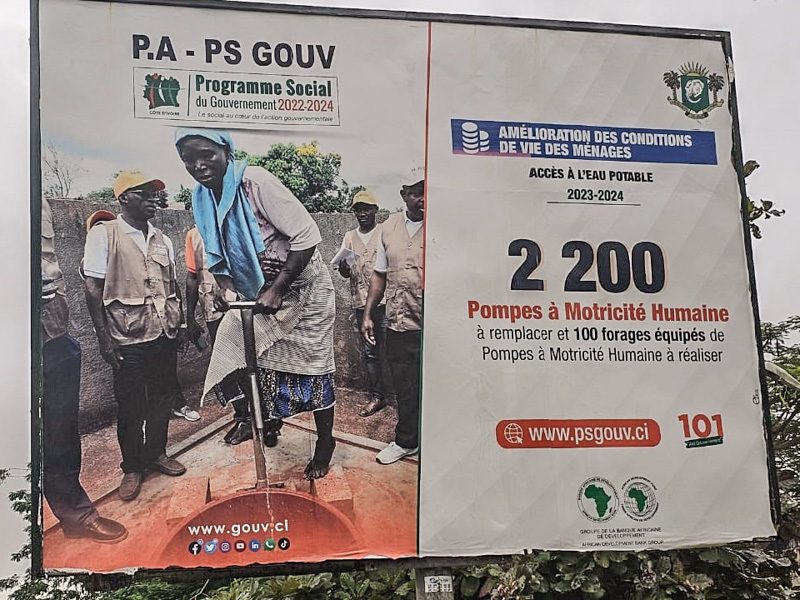 P.A - PS GOUV
Programme Social
du Gouvernement 2022-2024
Le social au cœur de l'action gouvernementale
CÔTE D'IVOIRE
www.gouv.ci
AMÉLIORATION DES CONDITIONS
DE VIE DES MÉNAGES
ACCÈS À L'EAU POTABLE
2023-2024
2 200
Pompes à Motricité Humaine
à remplacer et 100 forages équipés de
Pompes à Motricité Humaine à réaliser
www.psgouv.ci
101
GROUPE DE LA BANQUE AFRICAINE
DE DÉVELOPPEMENT
AFRICAN DEVELOPMENT BANK GROUP